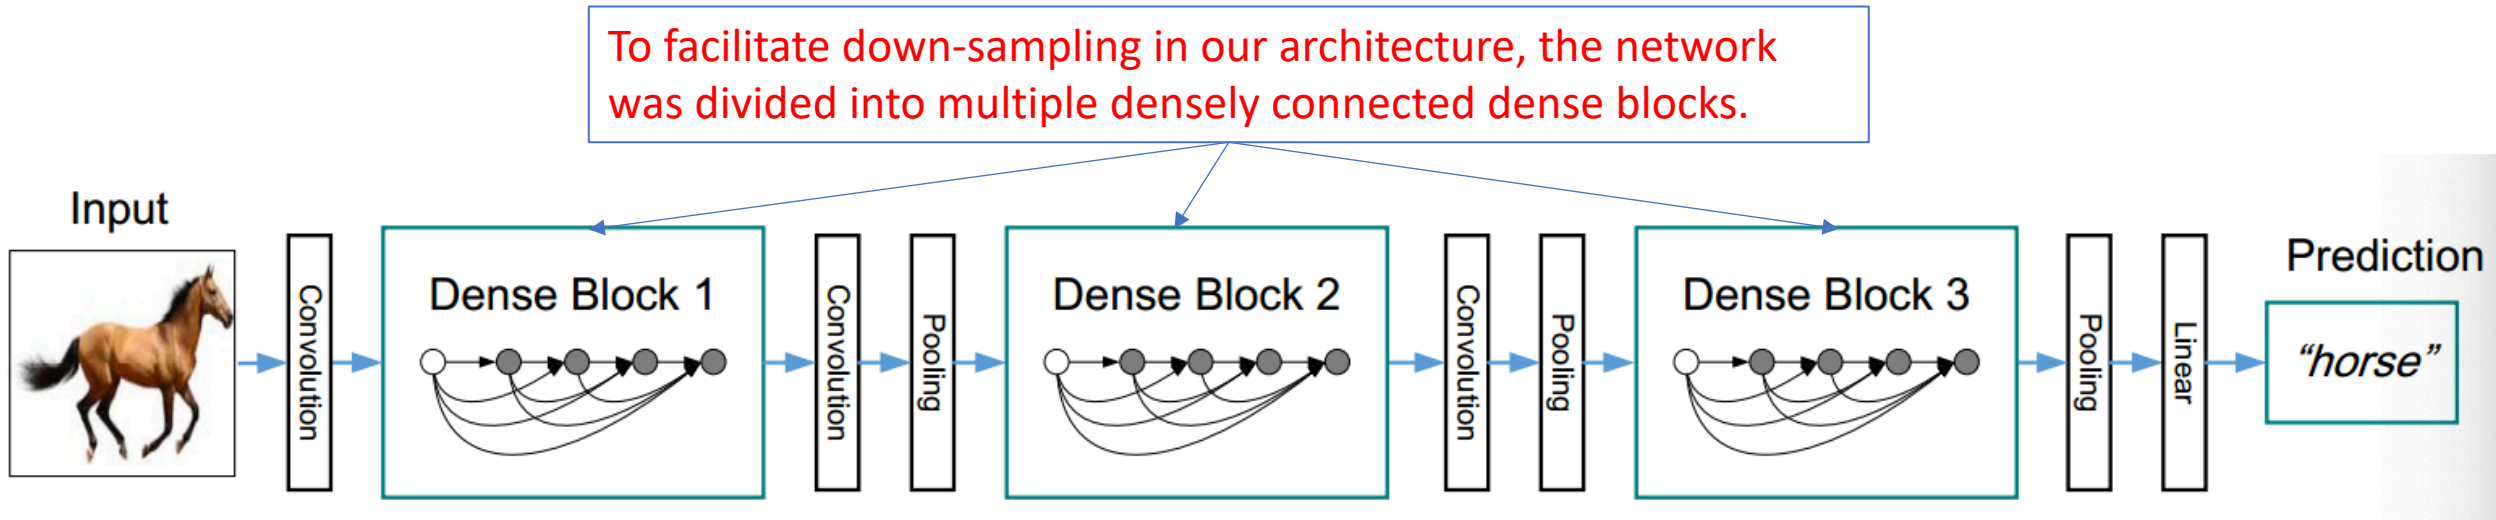 To facilitate down-sampling in our architecture, the network
was divided into multiple densely connected dense blocks.
Input
Convolution
Dense Block 1
Convolution
Pooling
Dense Block 2
Convolution
Pooling
Dense Block 3
Pooling
Linear
Prediction
“horse”